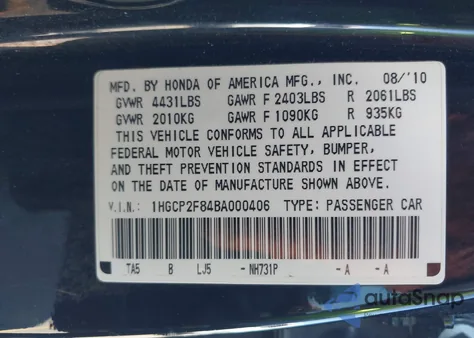 MFD. BY HONDA OF AMERICA MFG., INC. 08/'10
GVWR 4431LBS GAWR F 2403LBS R 2061LBS
GVWR 2010KG GAWR F 1090KG R 935KG
THIS VEHICLE CONFORMS TO ALL APPLICABLE
FEDERAL MOTOR VEHICLE SAFETY, BUMPER,
AND THEFT PREVENTION STANDARDS IN EFFECT
ON THE DATE OF MANUFACTURE SHOWN ABOVE.
V.I.N.: 1HGCP2F84BA000406 TYPE: PASSENGER CAR
TA5 B LJ5 -NH731P -A -A
autoSnap